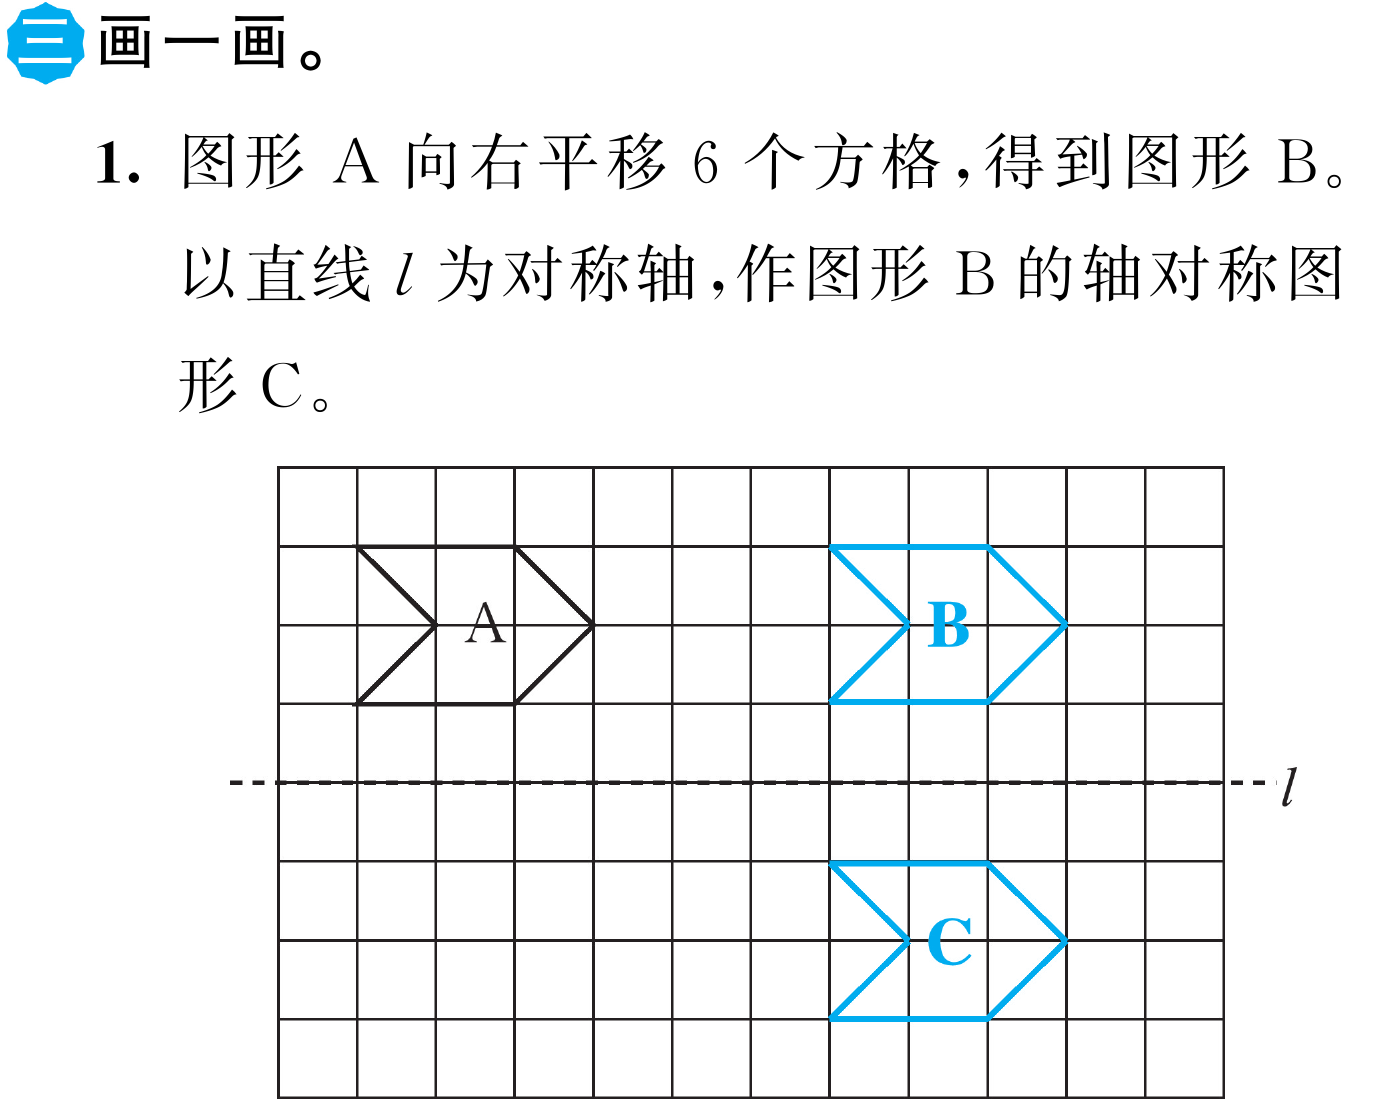 三 画一画。
1. 图形 A 向右平移 6 个方格,得到图形 B。
以直线 l 为对称轴,作图形 B 的轴对称图
形 C。
A
B
l
C